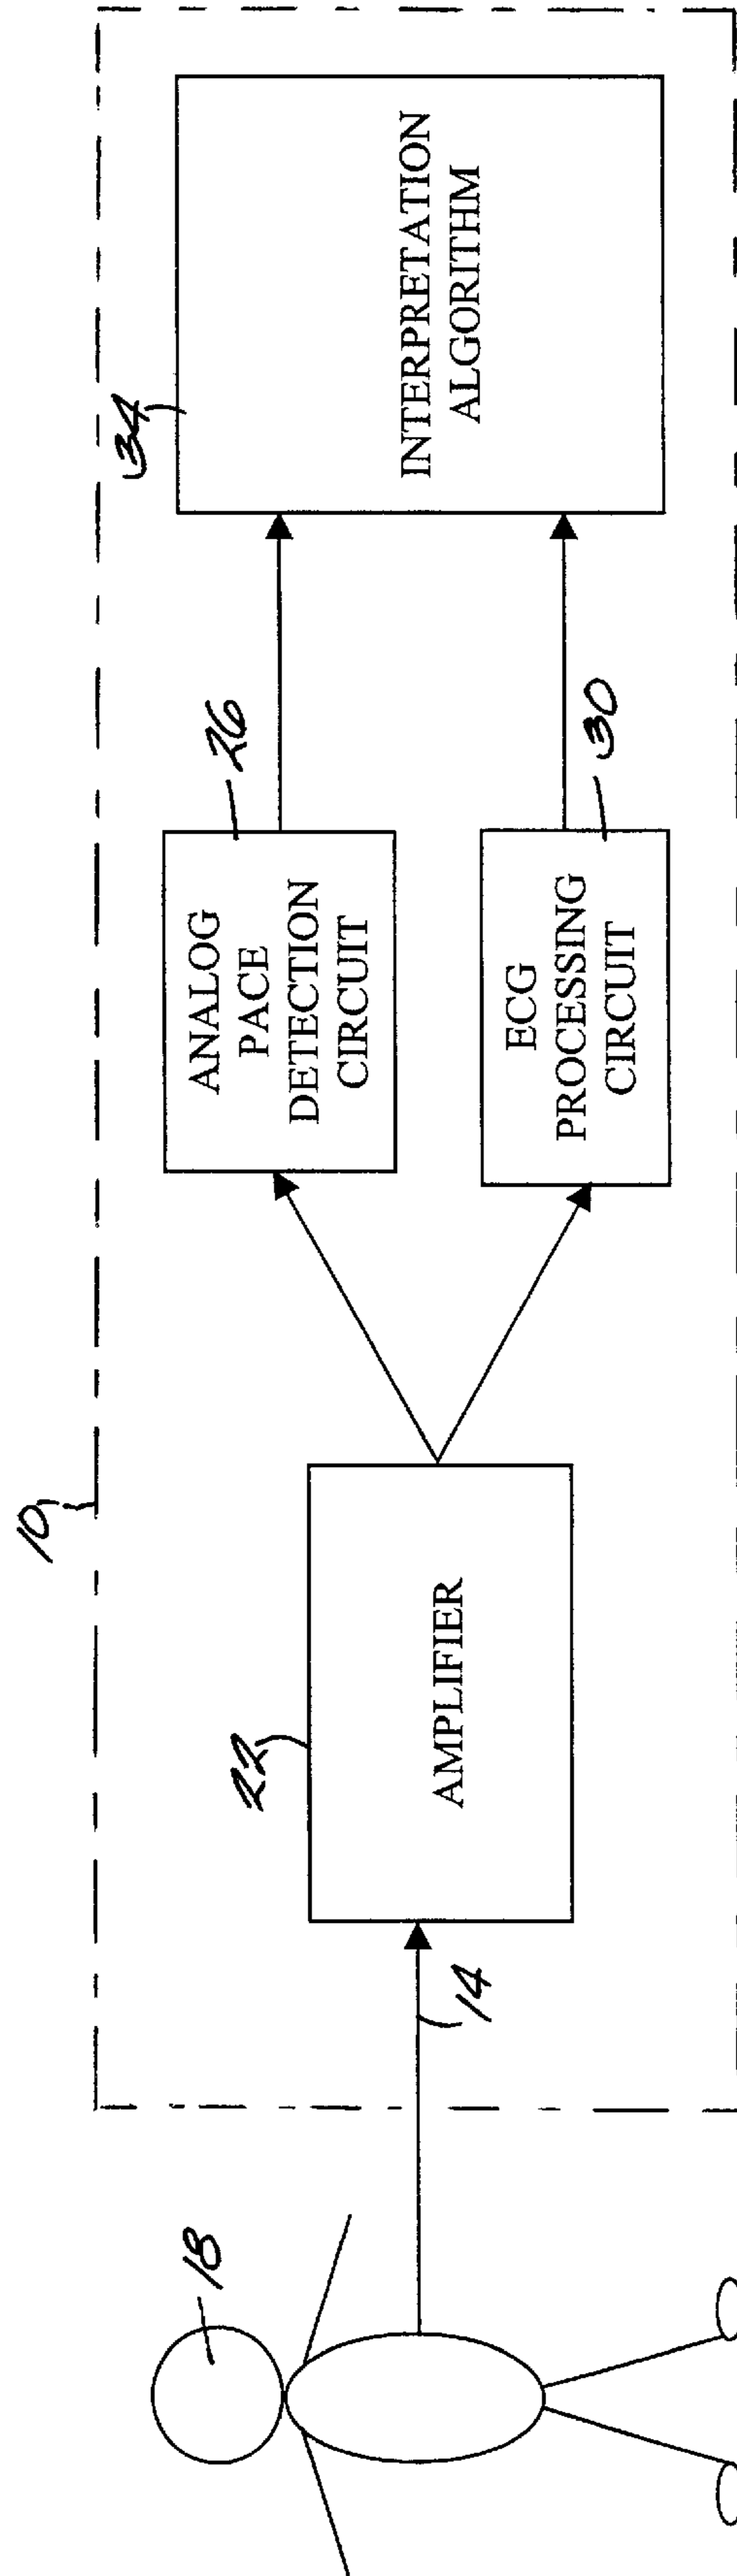 10
18
14
22
AMPLIFIER
26
ANALOG
PACE
DETECTION
CIRCUIT
30
ECG
PROCESSING
CIRCUIT
34
INTERPRETATION
ALGORITHM